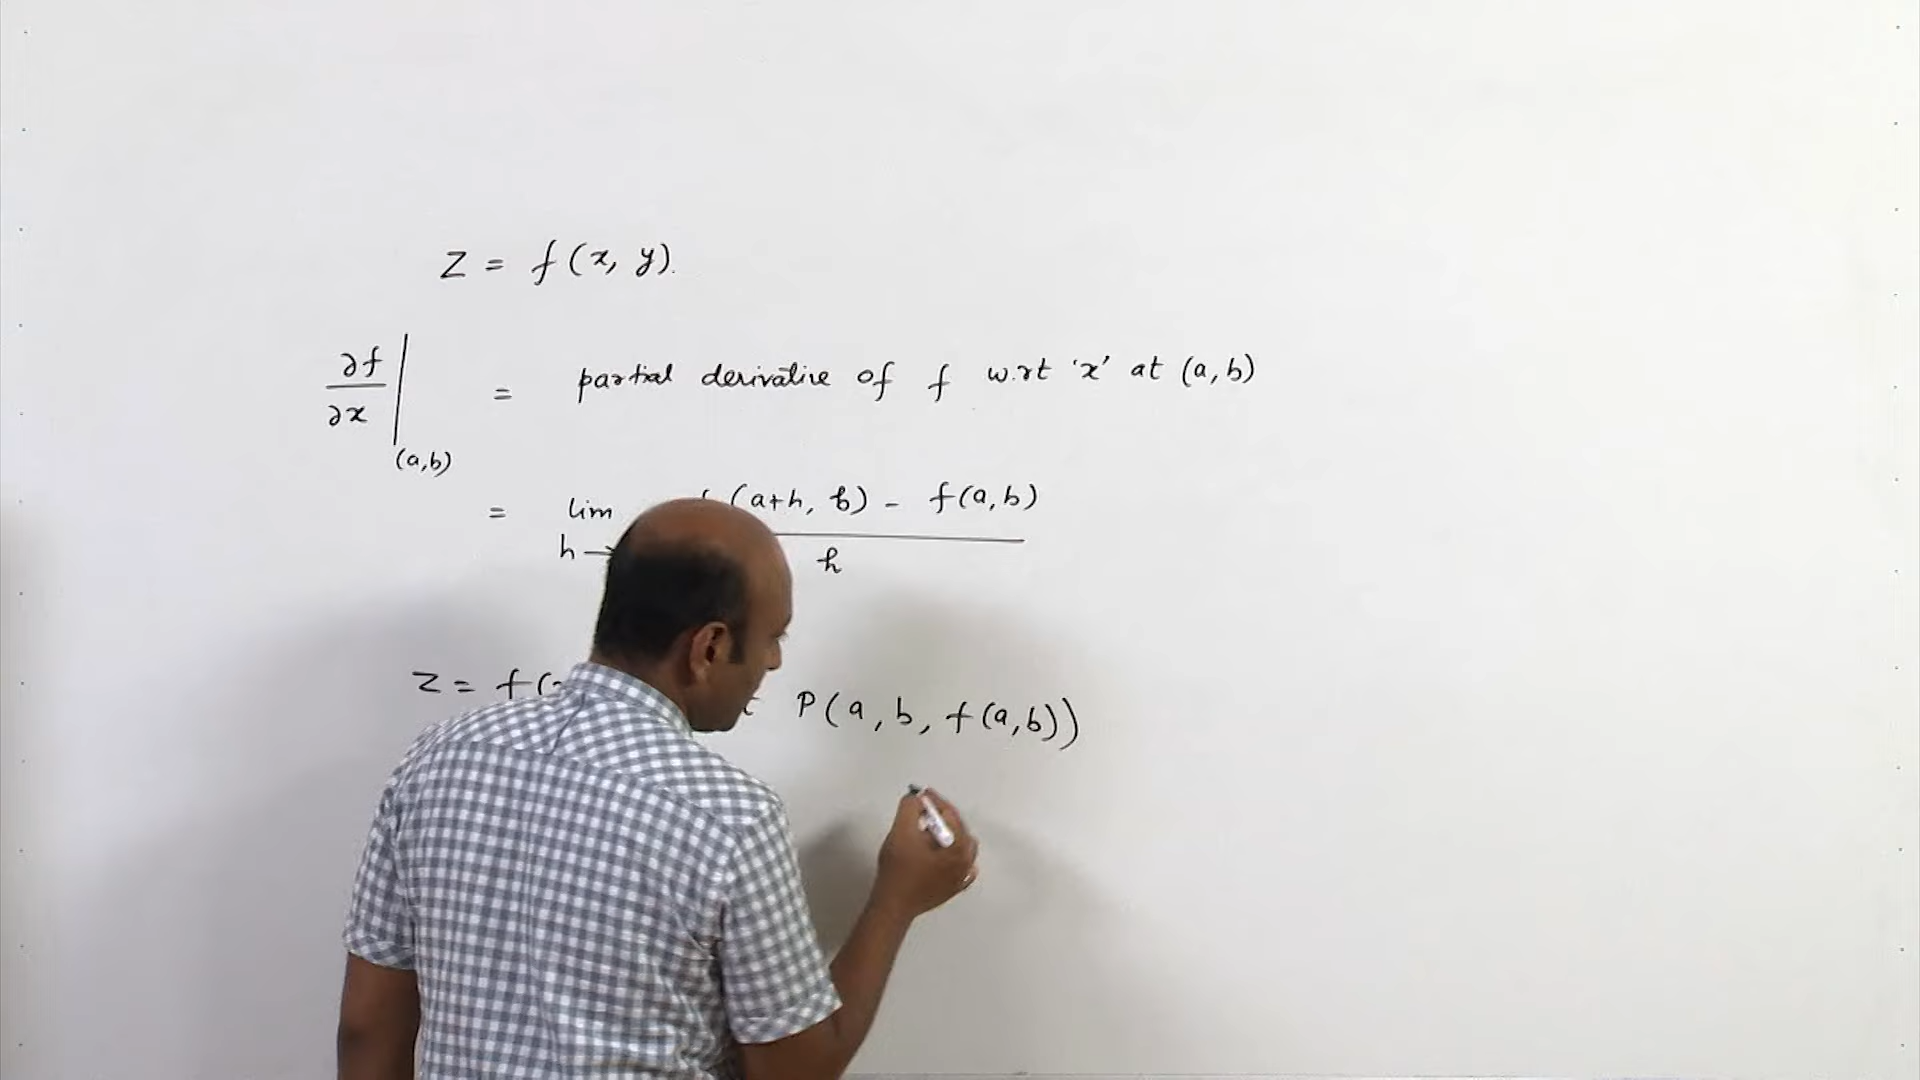 Z = f(x, y).
∂f/∂x |(a,b) = partial derivative of f w.r.t 'x' at (a, b)
= lim h→ (a+h, b) - f(a, b) / h
Z = f( P(a, b, f(a,b))